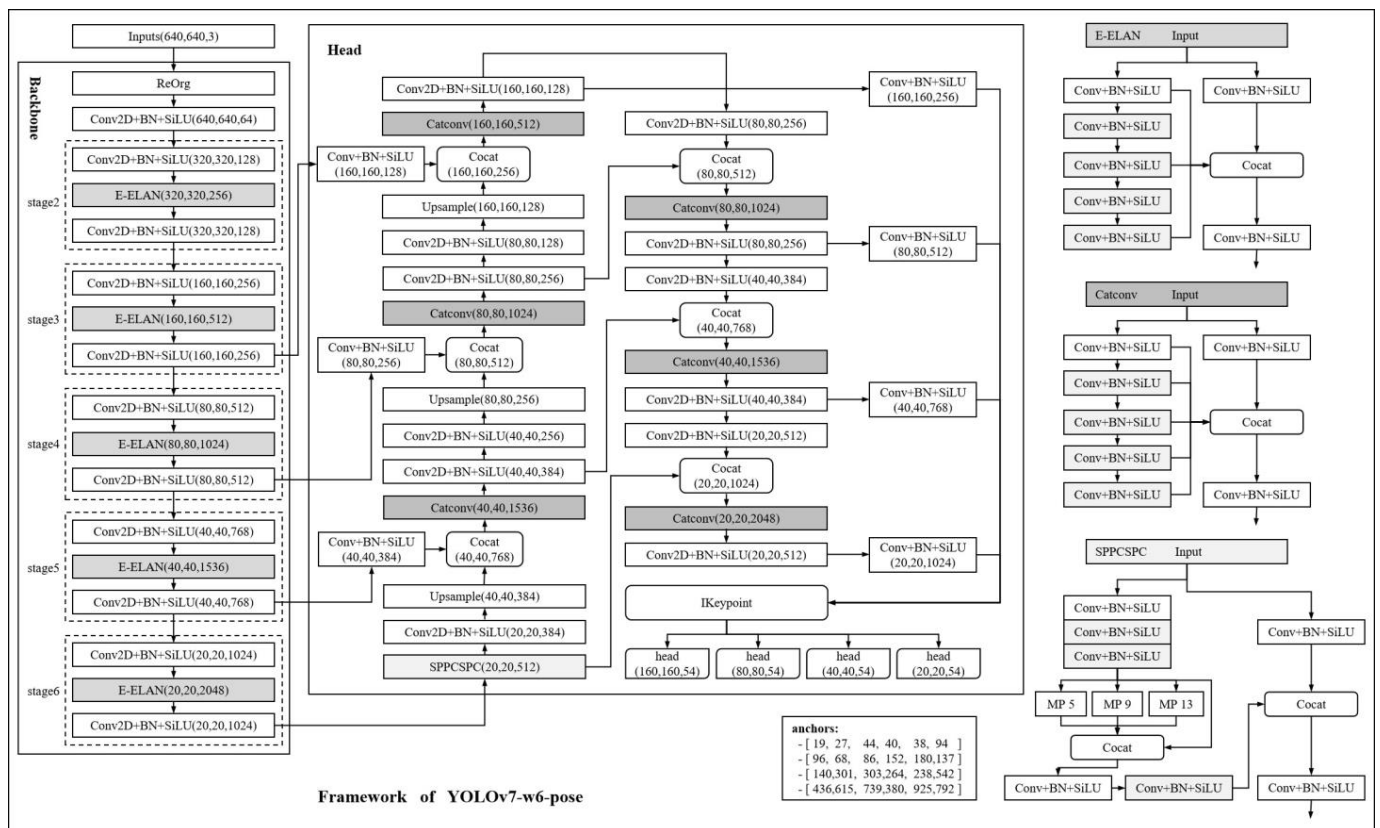 Inputs(640,640,3)
Backbone
ReOrg
Conv2D+BN+SiLU(640,640,64)
stage2
Conv2D+BN+SiLU(320,320,128)
E-ELAN(320,320,256)
Conv2D+BN+SiLU(320,320,128)
stage3
Conv2D+BN+SiLU(160,160,256)
E-ELAN(160,160,512)
Conv2D+BN+SiLU(160,160,256)
stage4
Conv2D+BN+SiLU(80,80,512)
E-ELAN(80,80,1024)
Conv2D+BN+SiLU(80,80,512)
stage5
Conv2D+BN+SiLU(40,40,768)
E-ELAN(40,40,1536)
Conv2D+BN+SiLU(40,40,768)
stage6
Conv2D+BN+SiLU(20,20,1024)
E-ELAN(20,20,2048)
Conv2D+BN+SiLU(20,20,1024)
Head
Conv2D+BN+SiLU(160,160,128)
Catconv(160,160,512)
Conv+BN+SiLU
(160,160,128)
Cocat
(160,160,256)
Upsample(160,160,128)
Conv2D+BN+SiLU(80,80,128)
Conv2D+BN+SiLU(80,80,256)
Catconv(80,80,1024)
Conv+BN+SiLU
(80,80,256)
Cocat
(80,80,512)
Upsample(80,80,256)
Conv2D+BN+SiLU(40,40,256)
Conv2D+BN+SiLU(40,40,384)
Catconv(40,40,1536)
Conv+BN+SiLU
(40,40,384)
Cocat
(40,40,768)
Upsample(40,40,384)
Conv2D+BN+SiLU(20,20,384)
SPPCSPC(20,20,512)
Conv+BN+SiLU
(160,160,256)
Conv2D+BN+SiLU(80,80,256)
Cocat
(80,80,512)
Catconv(80,80,1024)
Conv2D+BN+SiLU(80,80,256)
Conv+BN+SiLU
(80,80,512)
Conv2D+BN+SiLU(40,40,384)
Cocat
(40,40,768)
Catconv(40,40,1536)
Conv2D+BN+SiLU(40,40,384)
Conv+BN+SiLU
(40,40,768)
Conv2D+BN+SiLU(20,20,512)
Cocat
(20,20,1024)
Catconv(20,20,2048)
Conv2D+BN+SiLU(20,20,512)
Conv+BN+SiLU
(20,20,1024)
IKeypoint
head
(160,160,54)
head
(80,80,54)
head
(40,40,54)
head
(20,20,54)
anchors:
- [ 19, 27, 44, 40, 38, 94 ]
- [ 96, 68, 86, 152, 180,137 ]
- [ 140,301, 303,264, 238,542 ]
- [ 436,615, 739,380, 925,792 ]
Framework of YOLOv7-w6-pose
E-ELAN Input
Conv+BN+SiLU
Conv+BN+SiLU
Conv+BN+SiLU
Conv+BN+SiLU
Conv+BN+SiLU
Conv+BN+SiLU
Cocat
Conv+BN+SiLU
Catconv Input
Conv+BN+SiLU
Conv+BN+SiLU
Conv+BN+SiLU
Conv+BN+SiLU
Conv+BN+SiLU
Conv+BN+SiLU
Cocat
Conv+BN+SiLU
SPPCSPC Input
Conv+BN+SiLU
Conv+BN+SiLU
Conv+BN+SiLU
Conv+BN+SiLU
MP 5
MP 9
MP 13
Cocat
Cocat
Conv+BN+SiLU
Conv+BN+SiLU
Conv+BN+SiLU